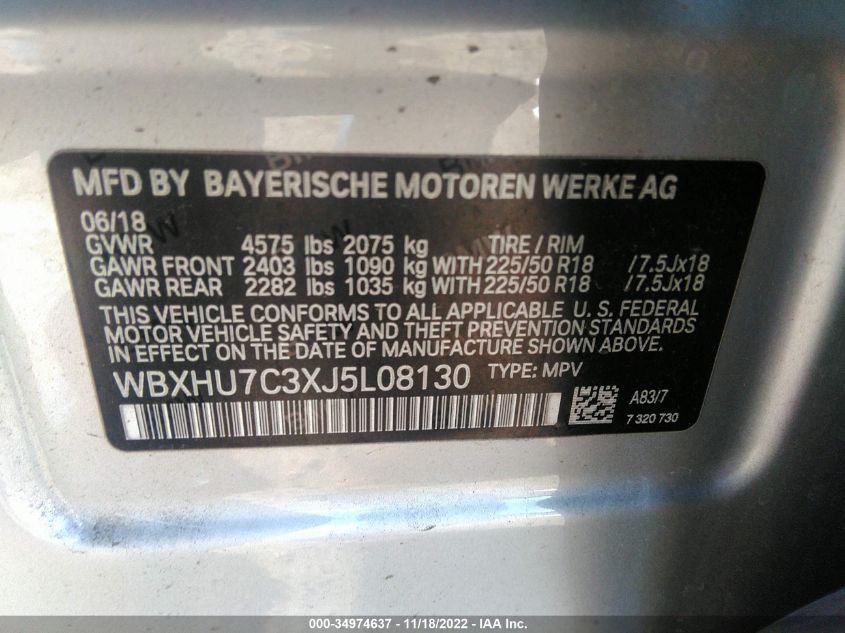 MFD BY BAYERISCHE MOTOREN WERKE AG
06/18
GVWR 4575 lbs 2075 kg TIRE / RIM
GAWR FRONT 2403 lbs 1090 kg WITH 225/50 R18 /7.5Jx18
GAWR REAR 2282 lbs 1035 kg WITH 225/50 R18 /7.5Jx18
THIS VEHICLE CONFORMS TO ALL APPLICABLE U. S. FEDERAL
MOTOR VEHICLE SAFETY AND THEFT PREVENTION STANDARDS
IN EFFECT ON THE DATE OF MANUFACTURE SHOWN ABOVE.
WBXHU7C3XJ5L08130 TYPE: MPV
A83/7
7 320 730
000-34974637 - 11/18/2022 - IAA Inc.